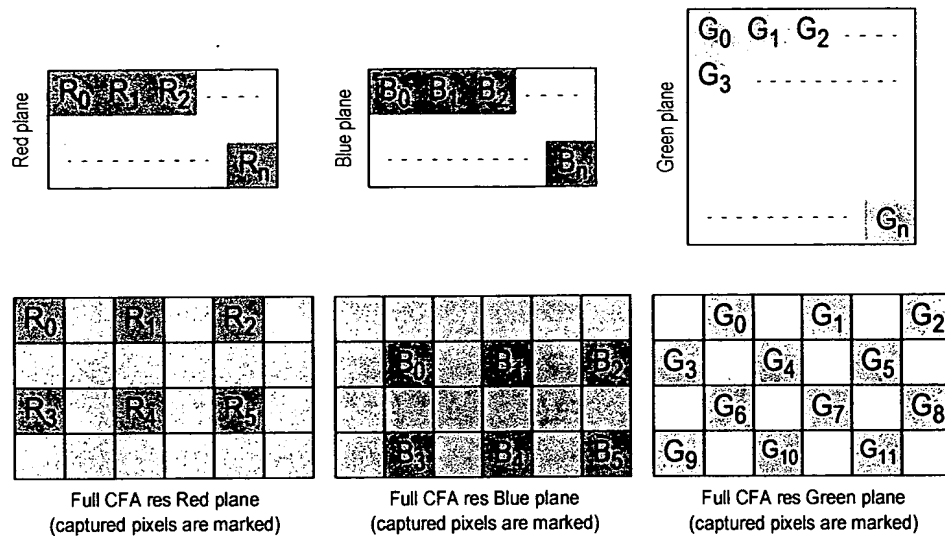 Red plane
R0 R1 R2
Rn
Blue plane
B0 B1 B2
Bn
Green plane
G0 G1 G2
G3
Gn
R0 R1 R2
R3 R4 R5
Full CFA res Red plane
(captured pixels are marked)
B0 B1 B2
B3 B4 B5
Full CFA res Blue plane
(captured pixels are marked)
G0 G1 G2
G3 G4 G5
G6 G7 G8
G9 G10 G11
Full CFA res Green plane
(captured pixels are marked)